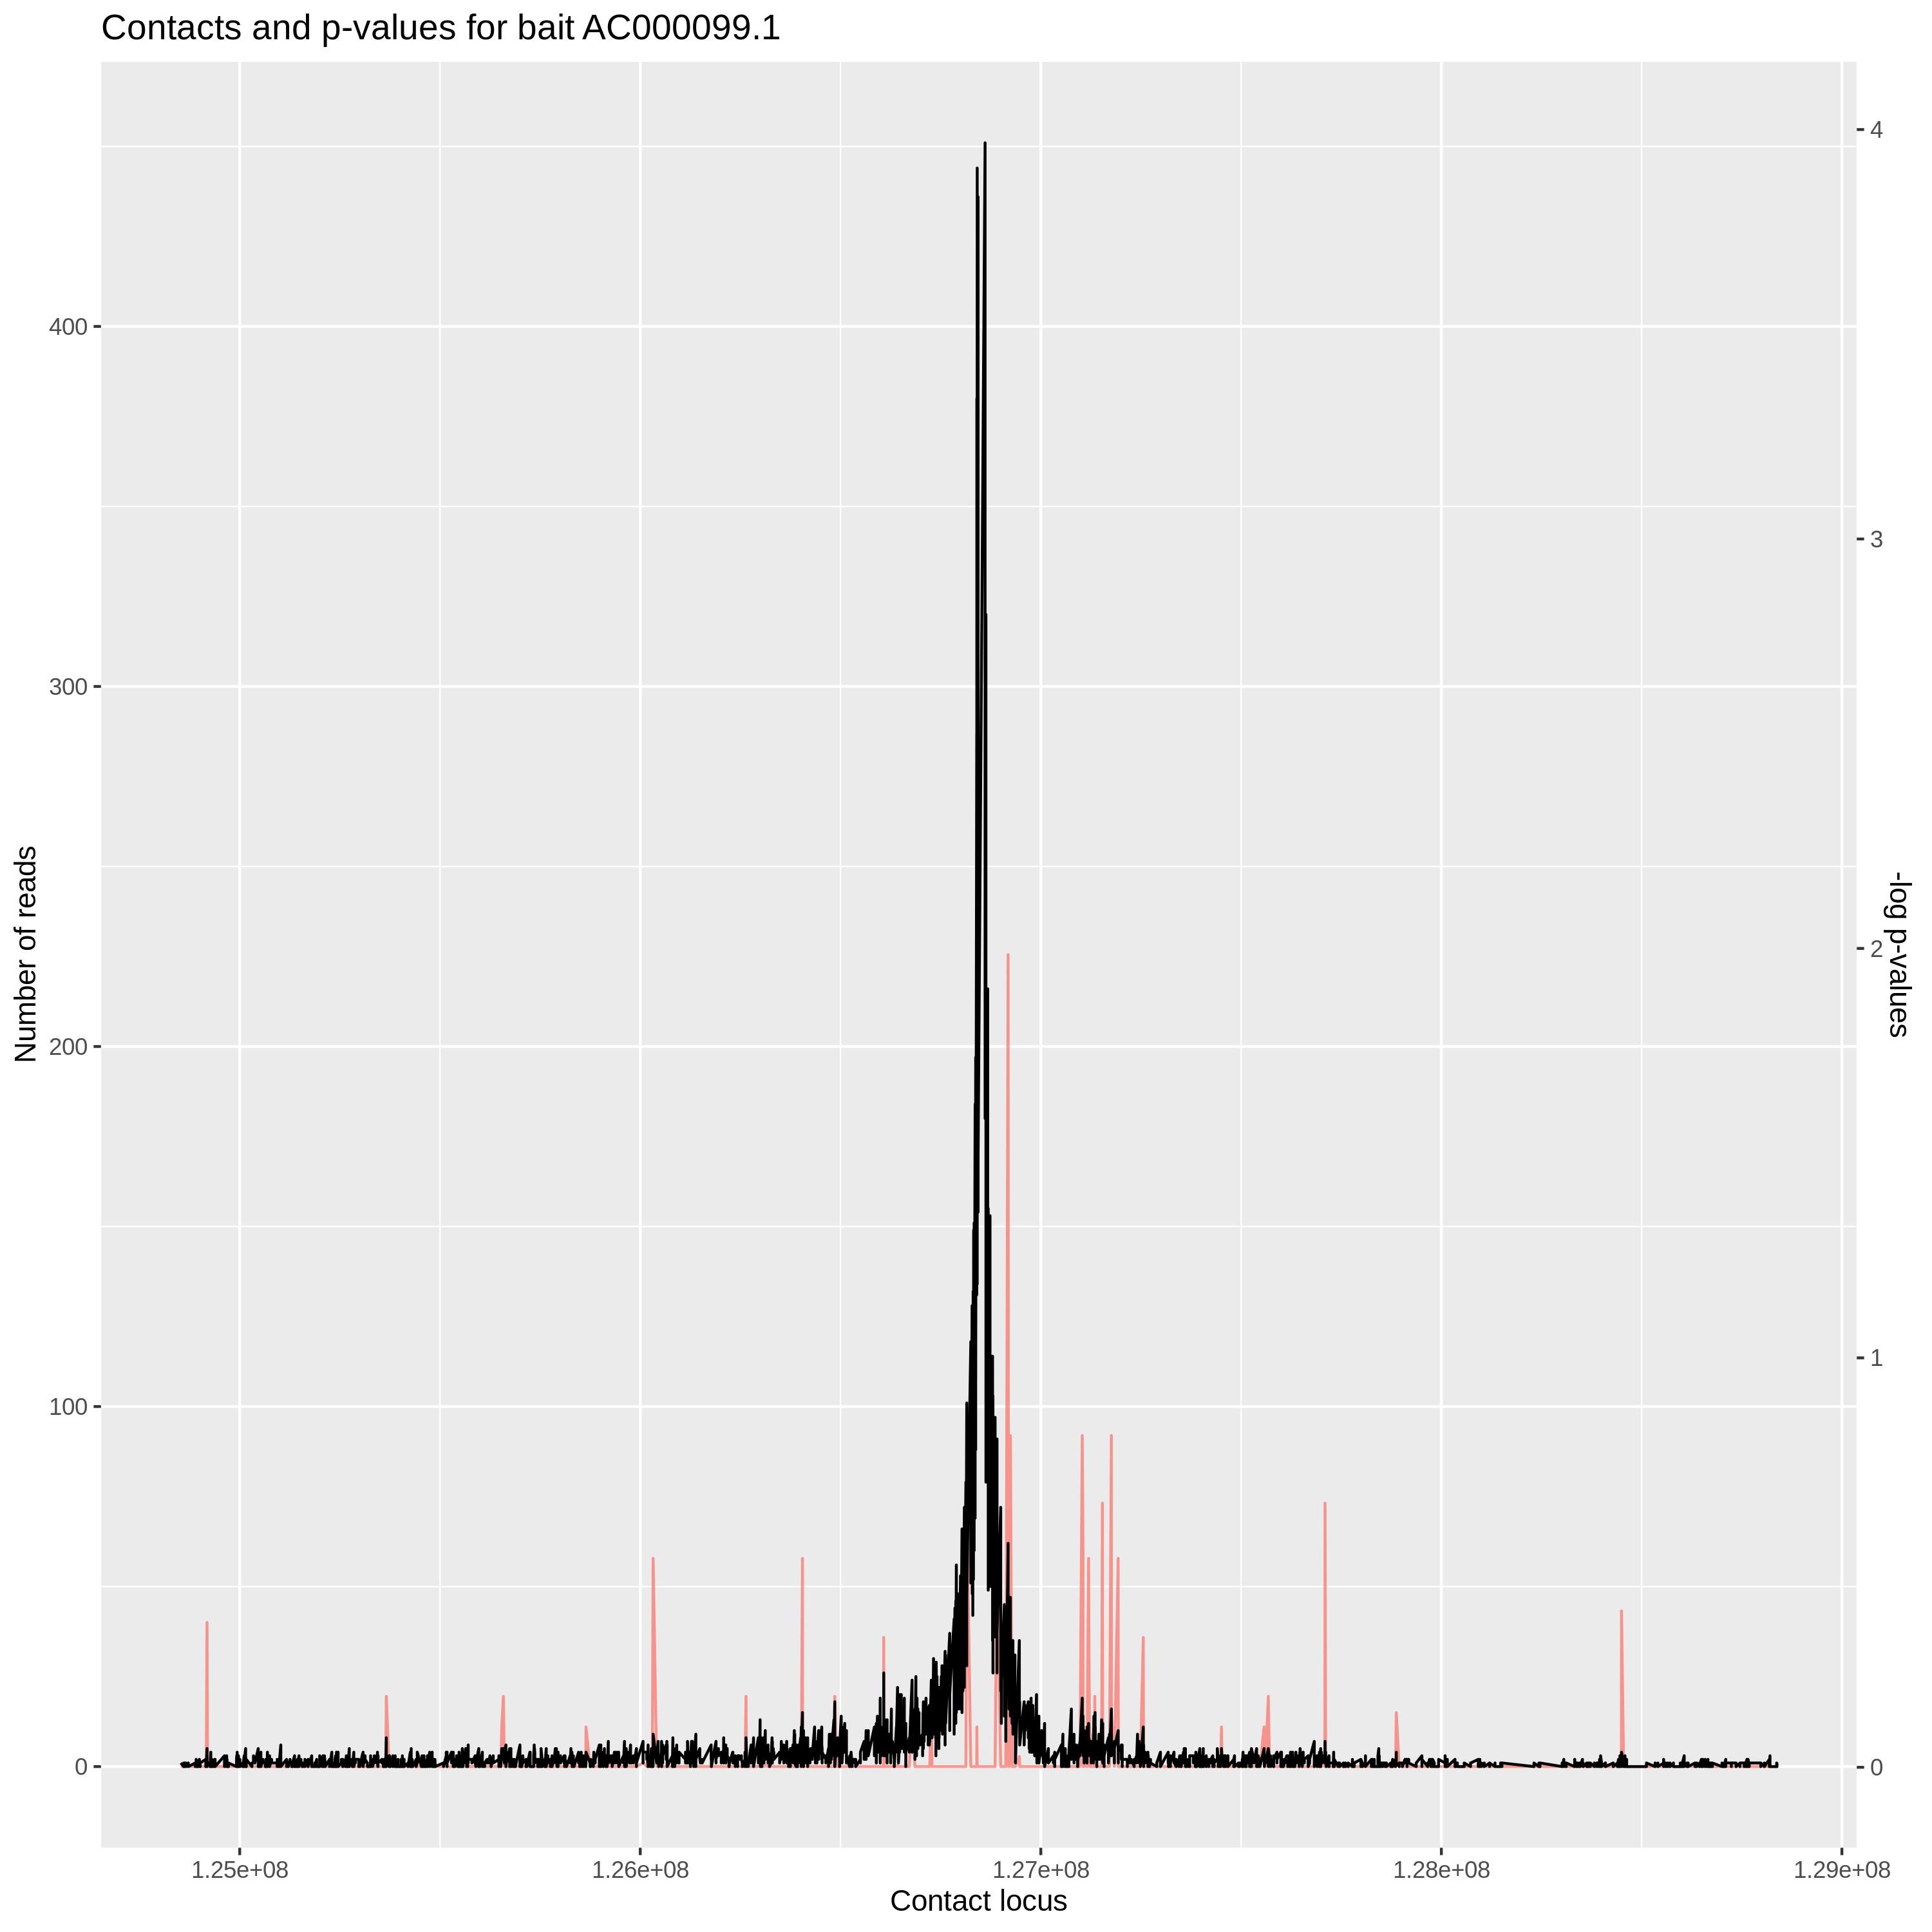 Contacts and p-values for bait AC000099.1
Number of reads
400
300
200
100
0
4
3
2
1
0
-log p-values
1.25e+08 1.26e+08 1.27e+08 1.28e+08 1.29e+08
Contact locus